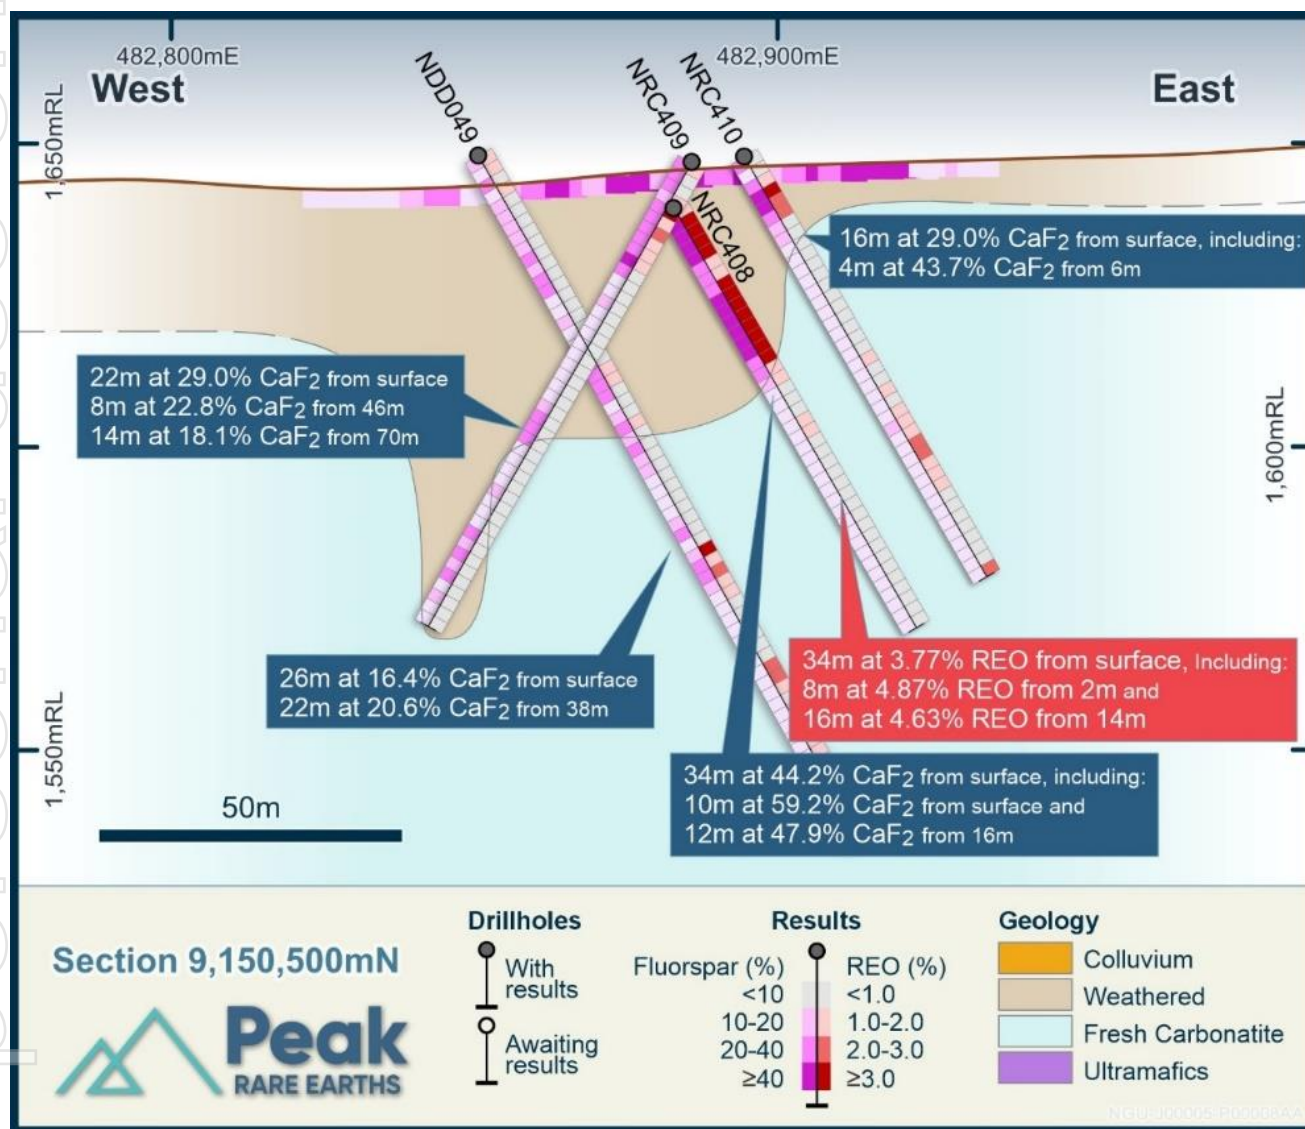 482,800mE
482,900mE
West
East
NDD049
NRC409
NRC410
NRC408
1,650mRL
1,600mRL
1,550mRL
16m at 29.0% CaF2 from surface, including:
4m at 43.7% CaF2 from 6m
22m at 29.0% CaF2 from surface
8m at 22.8% CaF2 from 46m
14m at 18.1% CaF2 from 70m
26m at 16.4% CaF2 from surface
22m at 20.6% CaF2 from 38m
34m at 3.77% REO from surface, Including:
8m at 4.87% REO from 2m and
16m at 4.63% REO from 14m
34m at 44.2% CaF2 from surface, including:
10m at 59.2% CaF2 from surface and
12m at 47.9% CaF2 from 16m
50m
Section 9,150,500mN
Peak
RARE EARTHS
Drillholes
With
results
Awaiting
results
Results
Fluorspar (%) REO (%)
<10 <1.0
10-20 1.0-2.0
20-40 2.0-3.0
≥40 ≥3.0
Geology
Colluvium
Weathered
Fresh Carbonatite
Ultramafics